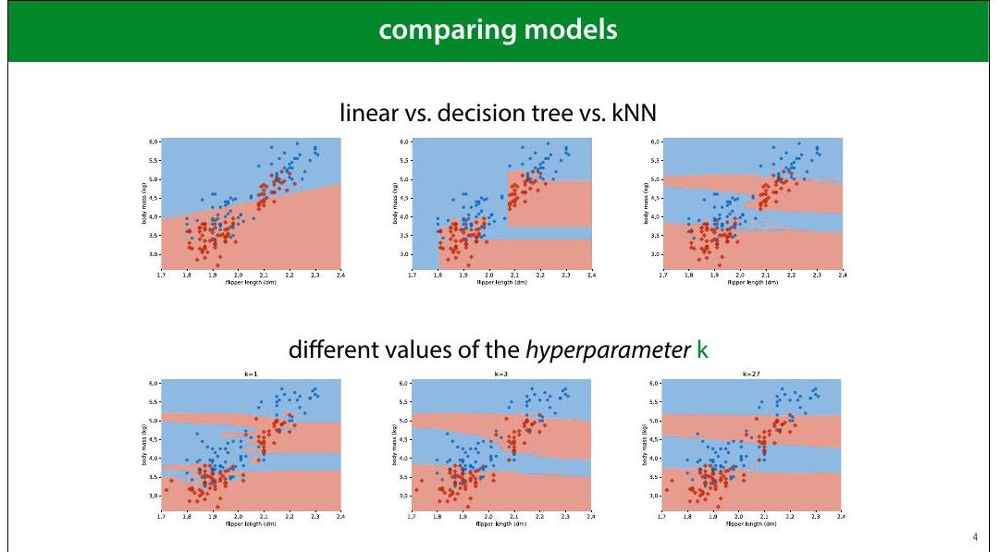 comparing models
linear vs. decision tree vs. kNN
6.0
5.5
5.0
4.5
4.0
3.5
3.0
body mass (kg)
1.7 1.8 1.9 2.0 2.1 2.2 2.3 2.4
flipper length (dm)
6.0
5.5
5.0
4.5
4.0
3.5
3.0
body mass (kg)
1.7 1.8 1.9 2.0 2.1 2.2 2.3 2.4
flipper length (dm)
6.0
5.5
5.0
4.5
4.0
3.5
3.0
body mass (kg)
1.7 1.8 1.9 2.0 2.1 2.2 2.3 2.4
flipper length (dm)
different values of the hyperparameter k
k=1
6.0
5.5
5.0
4.5
4.0
3.5
3.0
body mass (kg)
1.7 1.8 1.9 2.0 2.1 2.2 2.3 2.4
flipper length (dm)
k=3
6.0
5.5
5.0
4.5
4.0
3.5
3.0
body mass (kg)
1.7 1.8 1.9 2.0 2.1 2.2 2.3 2.4
flipper length (dm)
k=27
6.0
5.5
5.0
4.5
4.0
3.5
3.0
body mass (kg)
1.7 1.8 1.9 2.0 2.1 2.2 2.3 2.4
flipper length (dm)
4